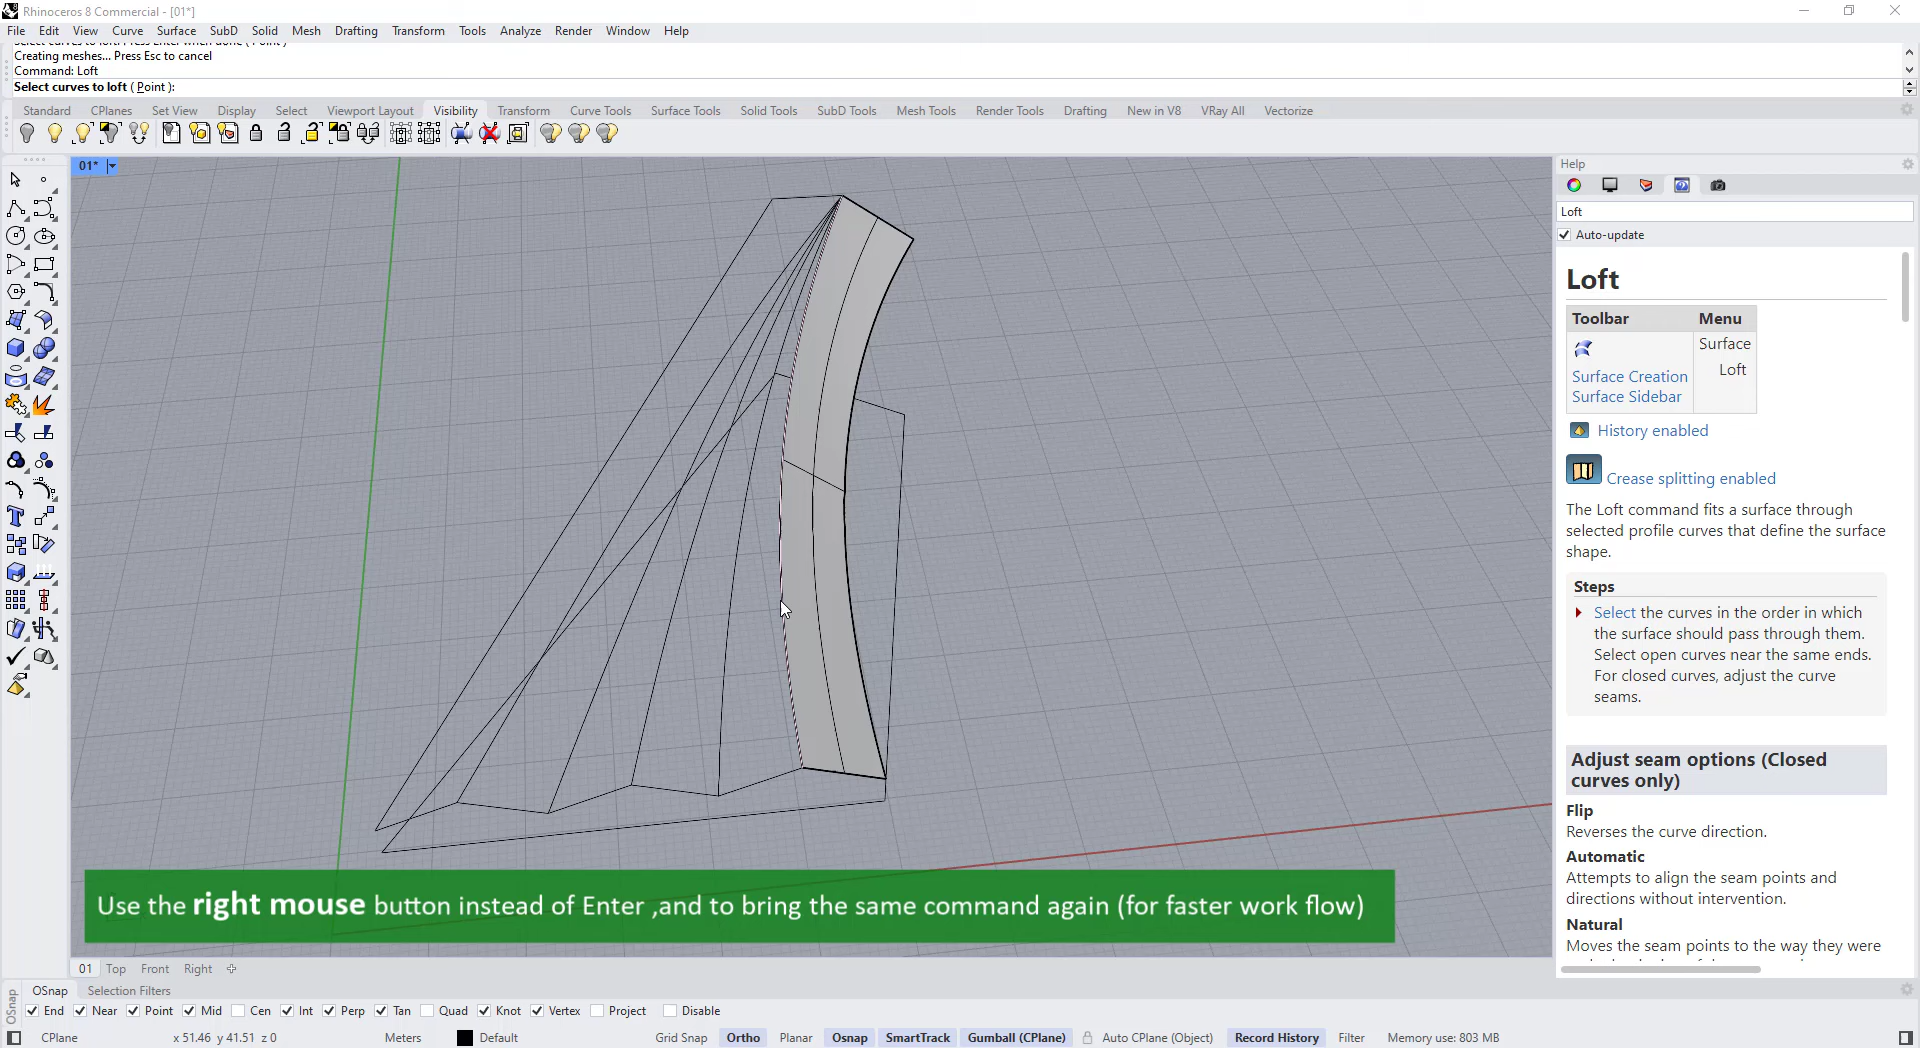 Rhinoceros 8 Commercial - [01*]
File Edit View Curve Surface SubD Solid Mesh Drafting Transform Tools Analyze Render Window Help
Select curves to loft. Press Enter when done ( Point )
Creating meshes... Press Esc to cancel
Command: Loft
Select curves to loft ( Point ):
Standard CPlanes Set View Display Select Viewport Layout Visibility Transform Curve Tools Surface Tools Solid Tools SubD Tools Mesh Tools Render Tools Drafting New in V8 VRay All Vectorize
01*
Help
Loft
Auto-update
Loft
Toolbar Menu
Surface
Loft
Surface Creation
Surface Sidebar
History enabled
Crease splitting enabled
The Loft command fits a surface through
selected profile curves that define the surface
shape.
Steps
Select the curves in the order in which
the surface should pass through them.
Select open curves near the same ends.
For closed curves, adjust the curve
seams.
Adjust seam options (Closed
curves only)
Flip
Reverses the curve direction.
Automatic
Attempts to align the seam points and
directions without intervention.
Natural
Moves the seam points to the way they were
Use the right mouse button instead of Enter ,and to bring the same command again (for faster work flow)
01 Top Front Right
OSnap Selection Filters
OSnap
End Near Point Mid Cen Int Perp Tan Quad Knot Vertex Project Disable
CPlane x 51.46 y 41.51 z 0 Meters Default Grid Snap Ortho Planar Osnap SmartTrack Gumball (CPlane) Auto CPlane (Object) Record History Filter Memory use: 803 MB